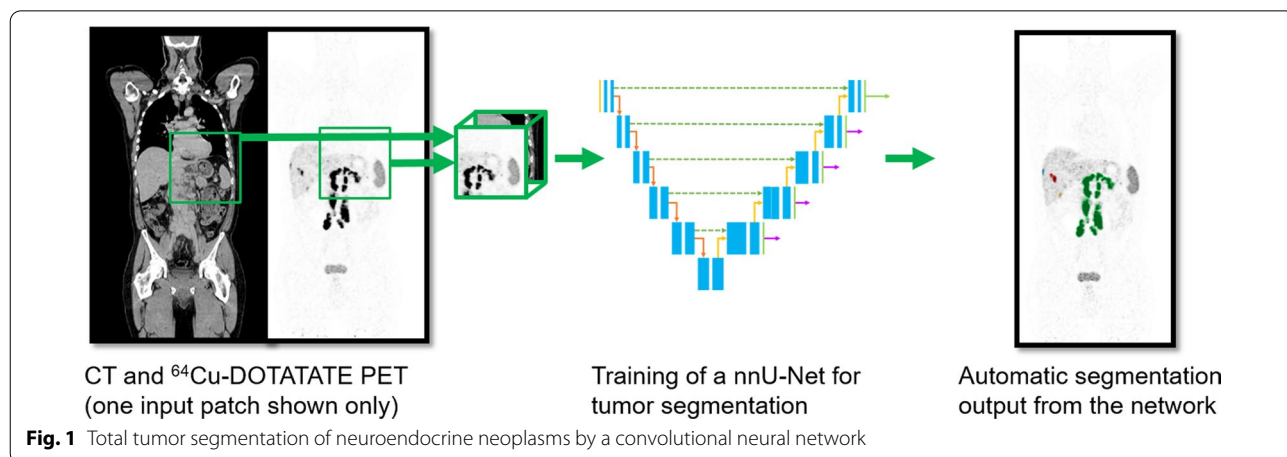 CT and ⁶⁴Cu-DOTATATE PET
(one input patch shown only)
Training of a nnU-Net for
tumor segmentation
Automatic segmentation
output from the network
Fig. 1 Total tumor segmentation of neuroendocrine neoplasms by a convolutional neural network